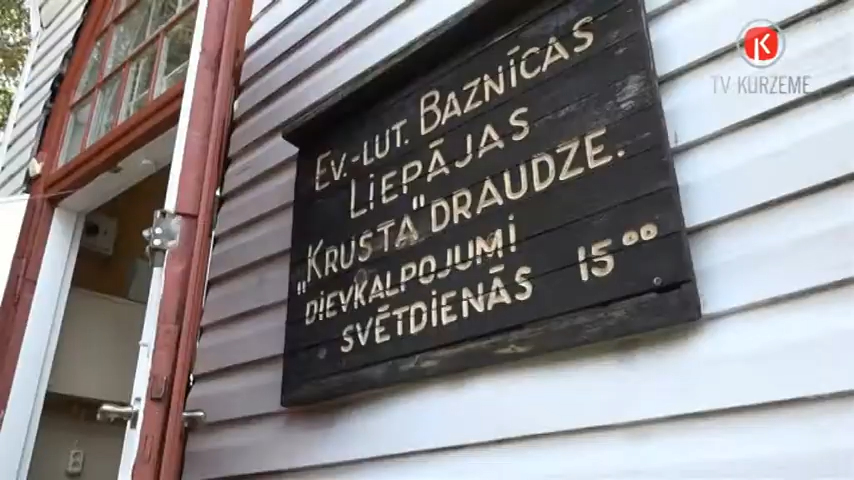 TV KURZEME
EV.-LUT. BAZNĪCAS
LIEPĀJAS
„KRUSTA" DRAUDZE.
DIEVKALPOJUMI
SVĒTDIENĀS 15⁰⁰